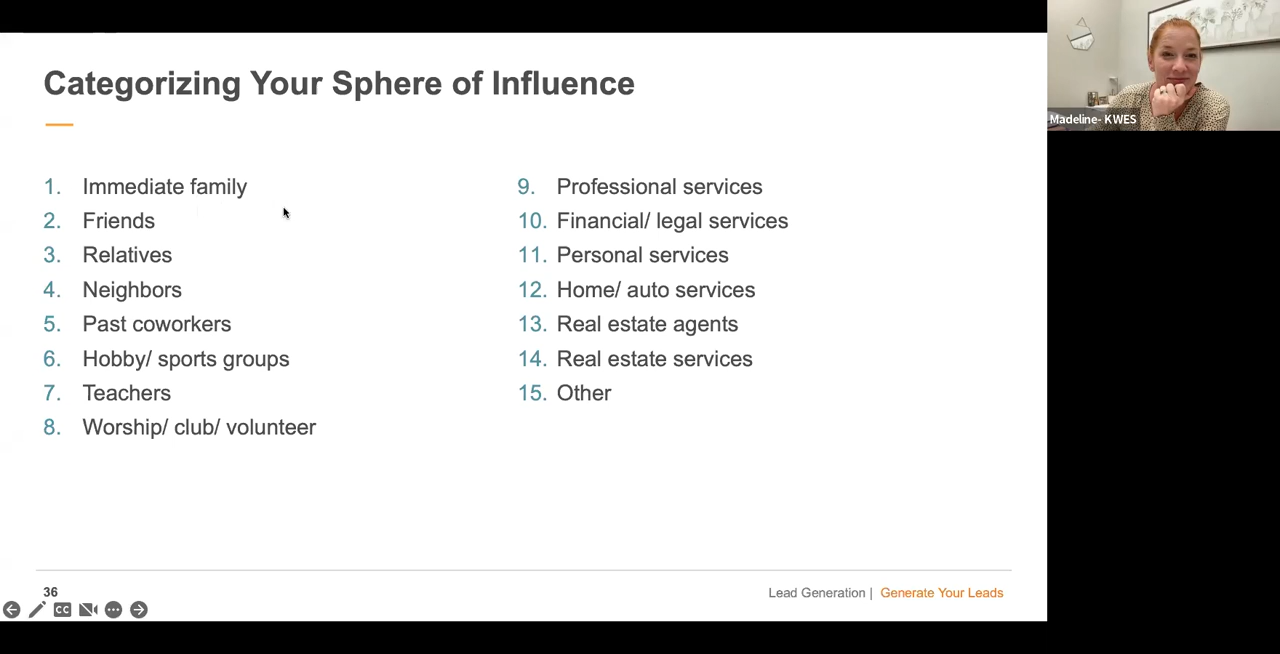 Categorizing Your Sphere of Influence
1. Immediate family
2. Friends
3. Relatives
4. Neighbors
5. Past coworkers
6. Hobby/ sports groups
7. Teachers
8. Worship/ club/ volunteer
9. Professional services
10. Financial/ legal services
11. Personal services
12. Home/ auto services
13. Real estate agents
14. Real estate services
15. Other
36
Lead Generation | Generate Your Leads
CC
Madeline- KWES